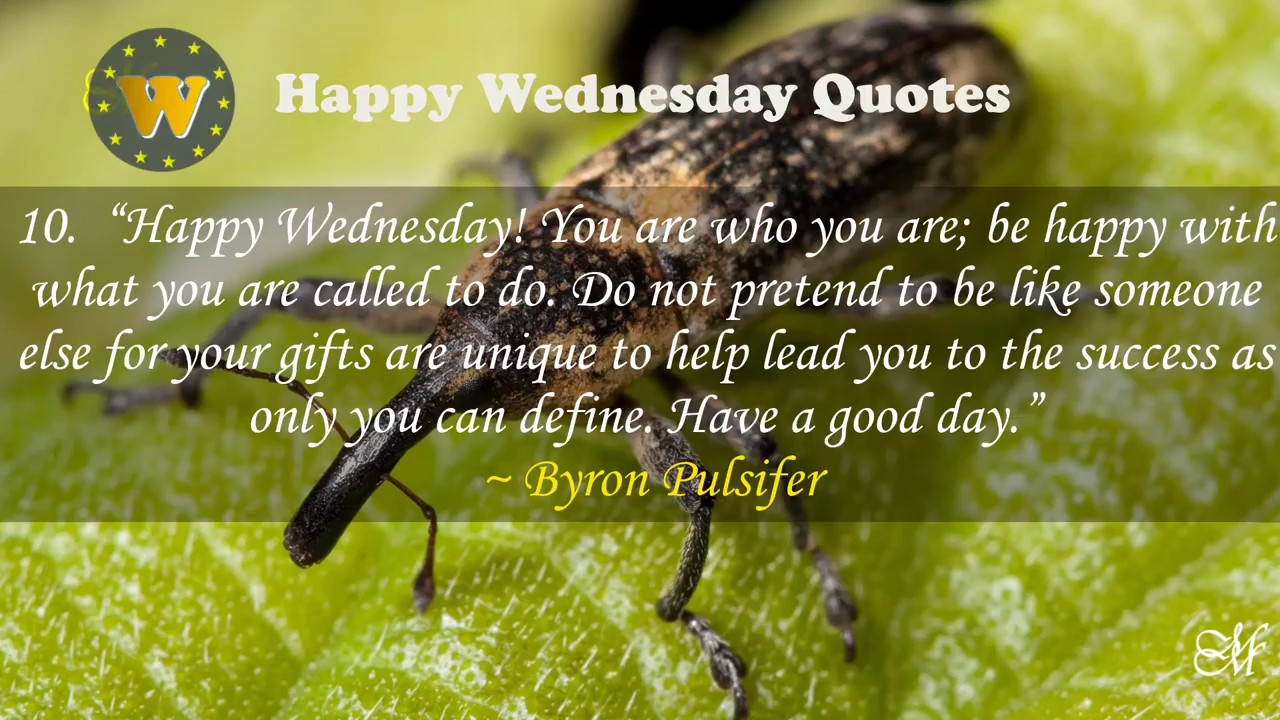 W
Happy Wednesday Quotes
10. “Happy Wednesday! You are who you are; be happy with
what you are called to do. Do not pretend to be like someone
else for your gifts are unique to help lead you to the success as
only you can define. Have a good day.”
~ Byron Pulsifer
M